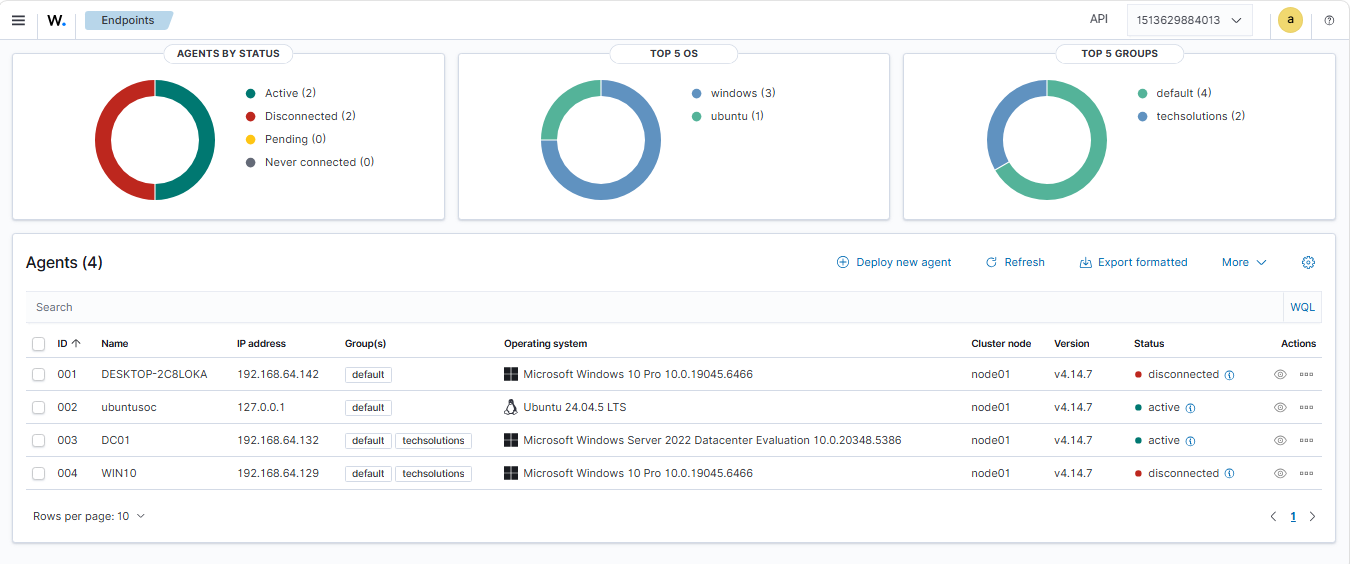 W. Endpoints API 1513629884013 a
AGENTS BY STATUS TOP 5 OS TOP 5 GROUPS
Active (2) windows (3) default (4)
Disconnected (2) ubuntu (1) techsolutions (2)
Pending (0)
Never connected (0)
Agents (4) Deploy new agent Refresh Export formatted More
Search WQL
ID Name IP address Group(s) Operating system Cluster node Version Status Actions
001 DESKTOP-2C8LOKA 192.168.64.142 default Microsoft Windows 10 Pro 10.0.19045.6466 node01 v4.14.7 disconnected
002 ubuntusoc 127.0.0.1 default Ubuntu 24.04.5 LTS node01 v4.14.7 active
003 DC01 192.168.64.132 default techsolutions Microsoft Windows Server 2022 Datacenter Evaluation 10.0.20348.5386 node01 v4.14.7 active
004 WIN10 192.168.64.129 default techsolutions Microsoft Windows 10 Pro 10.0.19045.6466 node01 v4.14.7 disconnected
Rows per page: 10 1